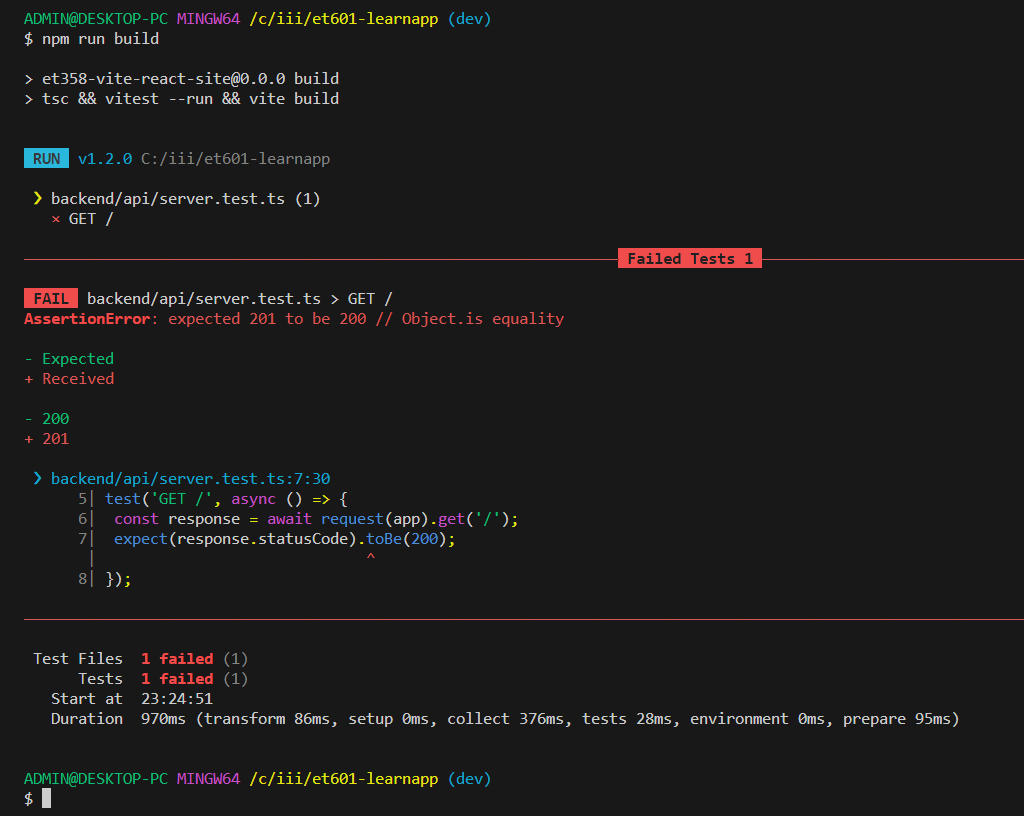 ADMIN@DESKTOP-PC MINGW64 /c/iii/et601-learnapp (dev)
$ npm run build
> et358-vite-react-site@0.0.0 build
> tsc && vitest --run && vite build
RUN v1.2.0 C:/iii/et601-learnapp
❯ backend/api/server.test.ts (1)
× GET /
Failed Tests 1
FAIL backend/api/server.test.ts > GET /
AssertionError: expected 201 to be 200 // Object.is equality
- Expected
+ Received
- 200
+ 201
❯ backend/api/server.test.ts:7:30
5| test('GET /', async () => {
6| const response = await request(app).get('/');
7| expect(response.statusCode).toBe(200);
| ^
8| });
Test Files 1 failed (1)
Tests 1 failed (1)
Start at 23:24:51
Duration 970ms (transform 86ms, setup 0ms, collect 376ms, tests 28ms, environment 0ms, prepare 95ms)
ADMIN@DESKTOP-PC MINGW64 /c/iii/et601-learnapp (dev)
$